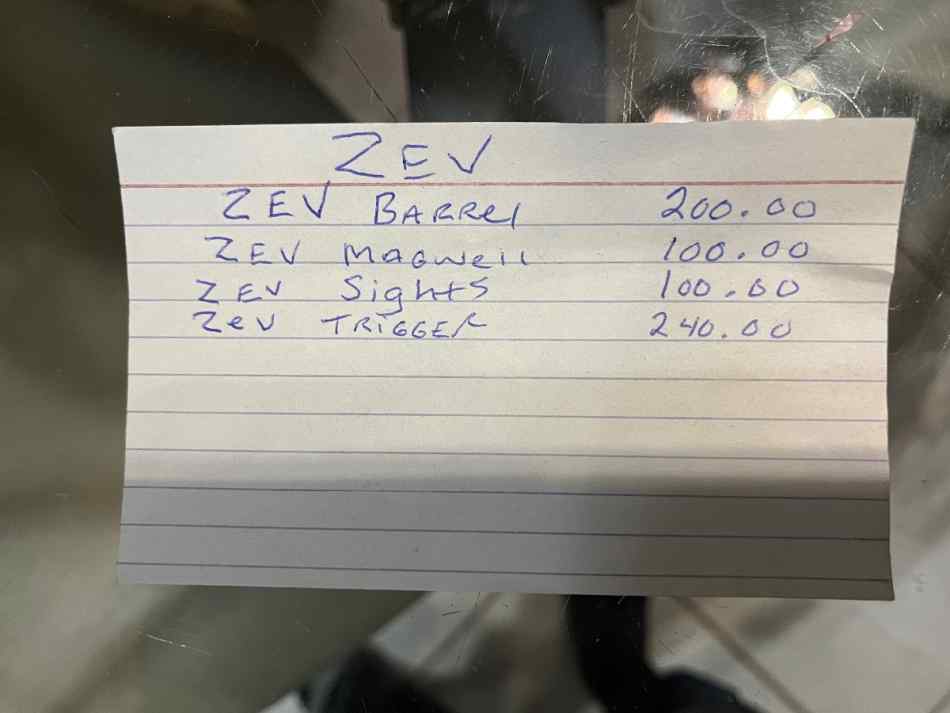 ZEV
ZEV BARREl 200.00
ZEV MAGWEll 100.00
ZEV SightS 100.00
Zev TRiGGER 240.00